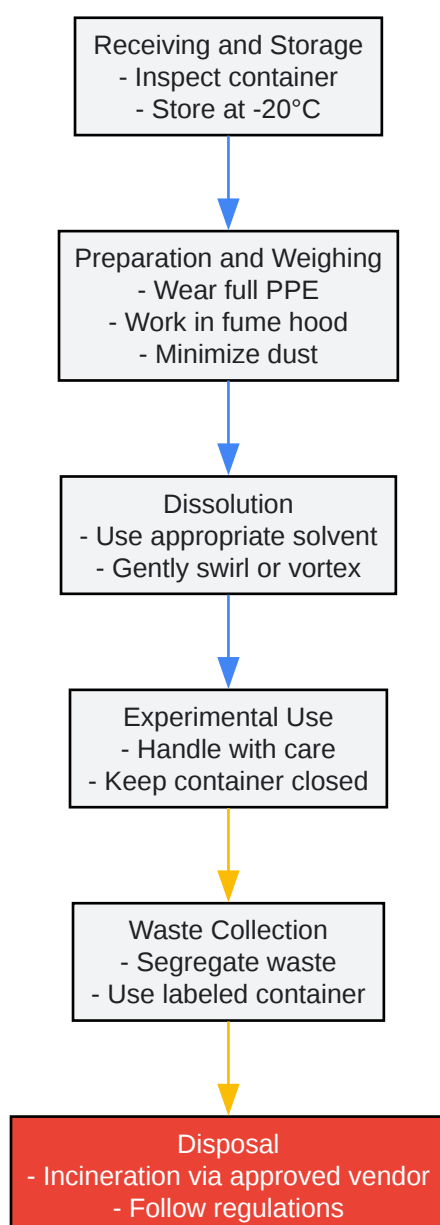 Receiving and Storage
- Inspect container
- Store at -20°C
Preparation and Weighing
- Wear full PPE
- Work in fume hood
- Minimize dust
Dissolution
- Use appropriate solvent
- Gently swirl or vortex
Experimental Use
- Handle with care
- Keep container closed
Waste Collection
- Segregate waste
- Use labeled container
Disposal
- Incineration via approved vendor
- Follow regulations